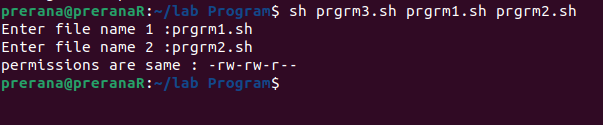 prerana@preranaR:~/lab Program$ sh prgrm3.sh prgrm1.sh prgrm2.sh
Enter file name 1 :prgrm1.sh
Enter file name 2 :prgrm2.sh
permissions are same : -rw-rw-r--
prerana@preranaR:~/lab Program$